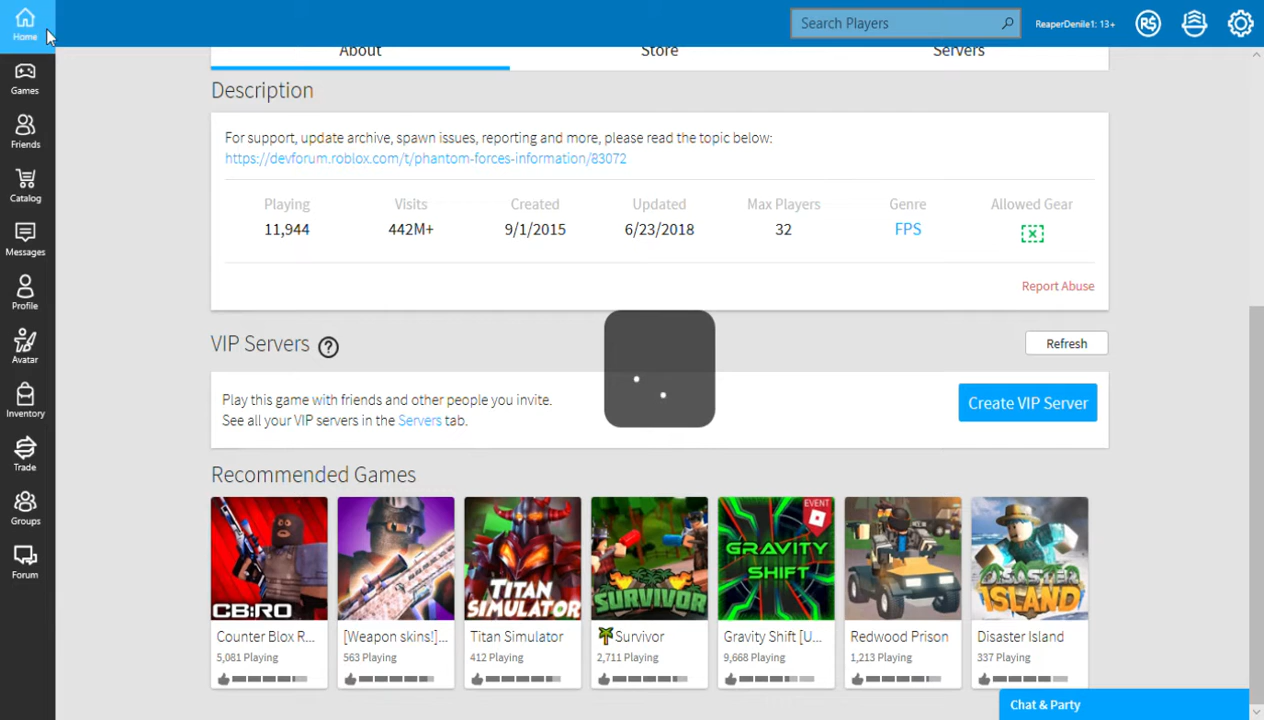 Home
Search Players
ReaperDenile1: 13+
R$
Games
Friends
Catalog
Messages
Profile
Avatar
Inventory
Trade
Groups
Forum
About
Store
Servers
Description
For support, update archive, spawn issues, reporting and more, please read the topic below:
https://devforum.roblox.com/t/phantom-forces-information/83072
Playing
Visits
Created
Updated
Max Players
Genre
Allowed Gear
11,944
442M+
9/1/2015
6/23/2018
32
FPS
Report Abuse
VIP Servers ?
Refresh
Play this game with friends and other people you invite.
See all your VIP servers in the Servers tab.
Create VIP Server
Recommended Games
CB:RO
TITAN
SIMULATOR
SURVIVOR
EVENT
GRAVITY
SHIFT
DISASTER
ISLAND
Counter Blox R...
[Weapon skins!]...
Titan Simulator
🌴Survivor
Gravity Shift [U...
Redwood Prison
Disaster Island
5,081 Playing
563 Playing
412 Playing
2,711 Playing
9,668 Playing
1,213 Playing
337 Playing
Chat & Party